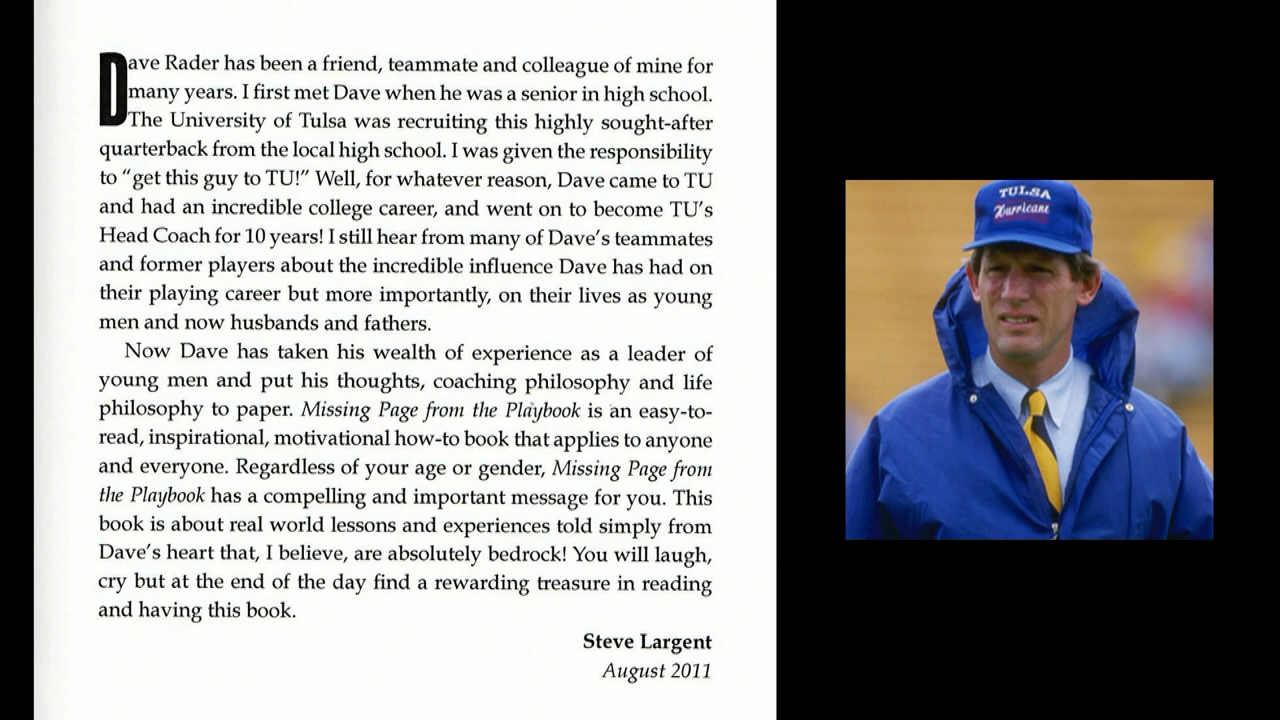 Dave Rader has been a friend, teammate and colleague of mine for
many years. I first met Dave when he was a senior in high school.
The University of Tulsa was recruiting this highly sought-after
quarterback from the local high school. I was given the responsibility
to “get this guy to TU!” Well, for whatever reason, Dave came to TU
and had an incredible college career, and went on to become TU’s
Head Coach for 10 years! I still hear from many of Dave’s teammates
and former players about the incredible influence Dave has had on
their playing career but more importantly, on their lives as young
men and now husbands and fathers.
Now Dave has taken his wealth of experience as a leader of
young men and put his thoughts, coaching philosophy and life
philosophy to paper. Missing Page from the Playbook is an easy-to-
read, inspirational, motivational how-to book that applies to anyone
and everyone. Regardless of your age or gender, Missing Page from
the Playbook has a compelling and important message for you. This
book is about real world lessons and experiences told simply from
Dave’s heart that, I believe, are absolutely bedrock! You will laugh,
cry but at the end of the day find a rewarding treasure in reading
and having this book.
Steve Largent
August 2011
TULSA
Hurricane